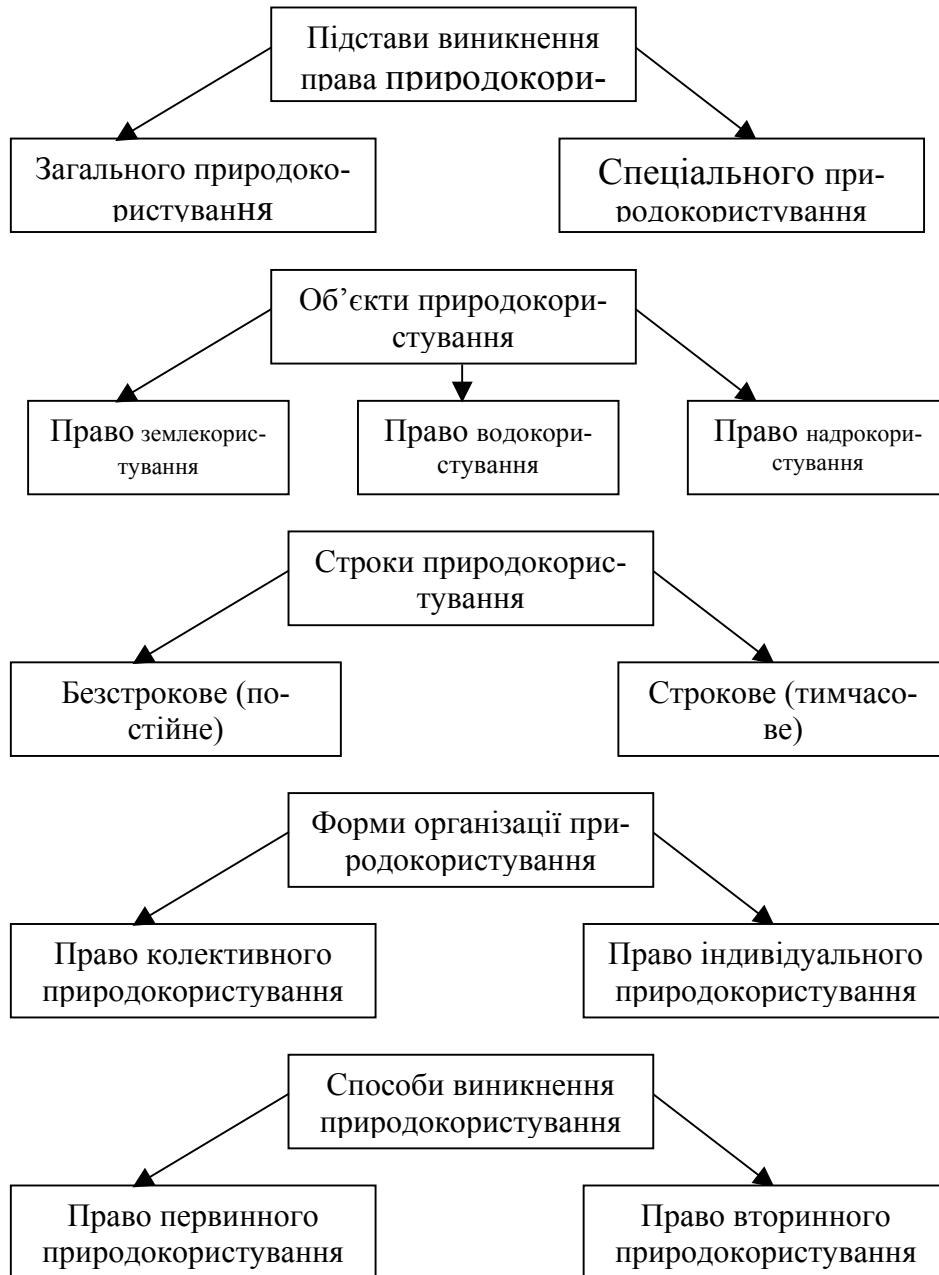 Підстави виникнення
права природокори-
Загального природоко-
ристування
Спеціального при-
родокористування
Об’єкти природокори-
стування
Право землекорис-
тування
Право водокори-
стування
Право надрокори-
стування
Строки природокорис-
тування
Безстрокове (по-
стійне)
Строкове (тимчасо-
ве)
Форми організації при-
родокористування
Право колективного
природокористування
Право індивідуального
природокористування
Способи виникнення
природокористування
Право первинного
природокористування
Право вторинного
природокористування